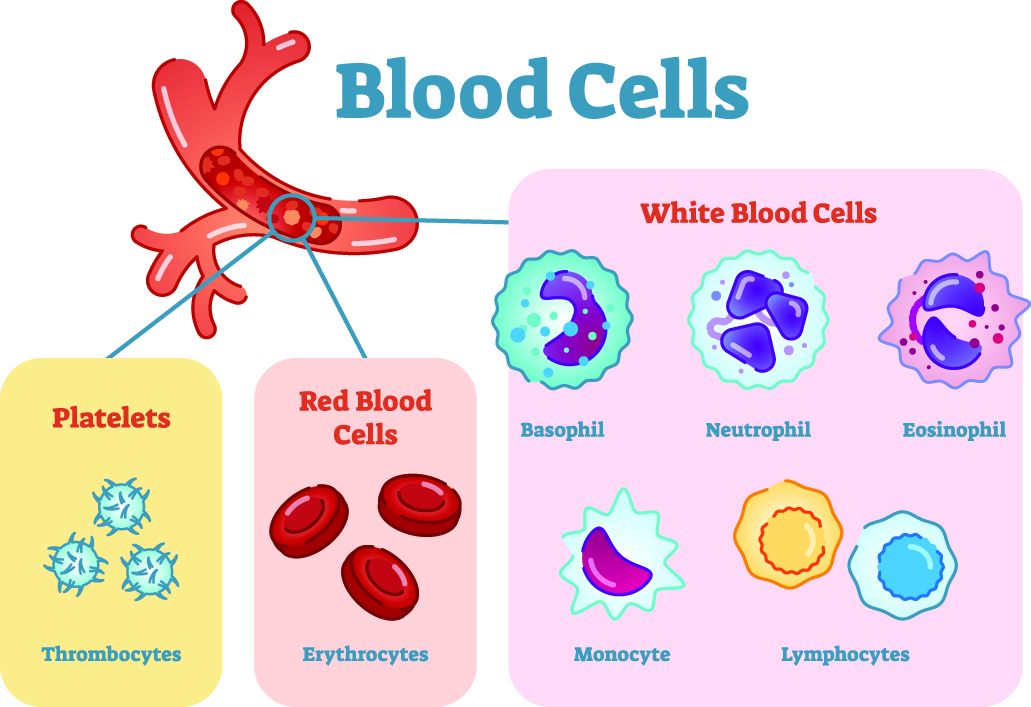 Blood Cells
White Blood Cells
Basophil
Neutrophil
Eosinophil
Platelets
Red Blood
Cells
Thrombocytes
Erythrocytes
Monocyte
Lymphocytes